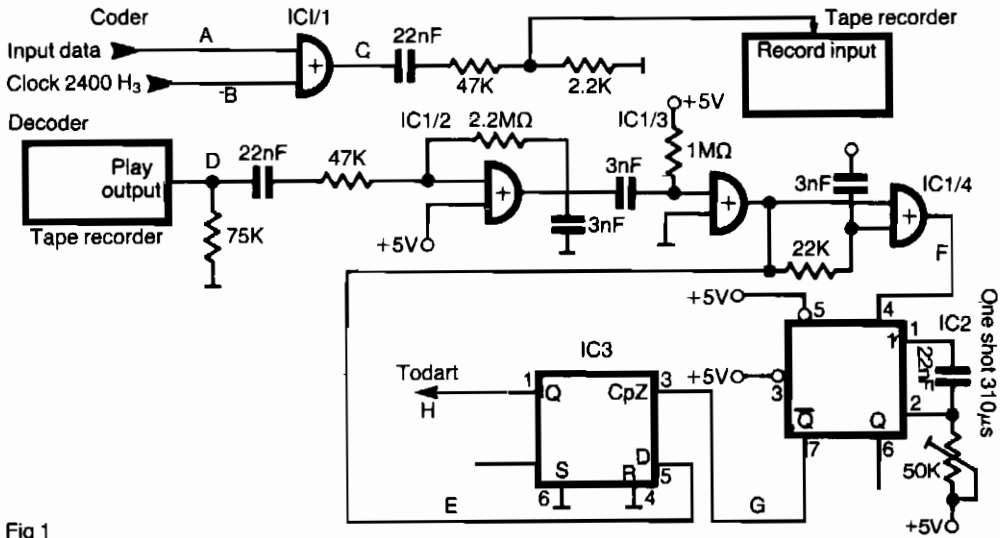 Coder
ICI/1
Input data
A
+
C
22nF
47K
2.2K
Tape recorder
Record input
Clock 2400 H3
-B
Decoder
Play output
D
22nF
47K
IC1/2
2.2MΩ
+
3nF
+5V
75K
Tape recorder
3nF
IC1/3
+5V
1MΩ
+
3nF
IC1/4
+
22K
F
+5V
5
4
1
IC2
22nF
One shot 310μs
+5V
3
2
Q̅
Q
7
6
50K
+5V
IC3
Todart
H
1
Q
CpZ
3
D
5
S
R
6
4
E
G
Fig 1